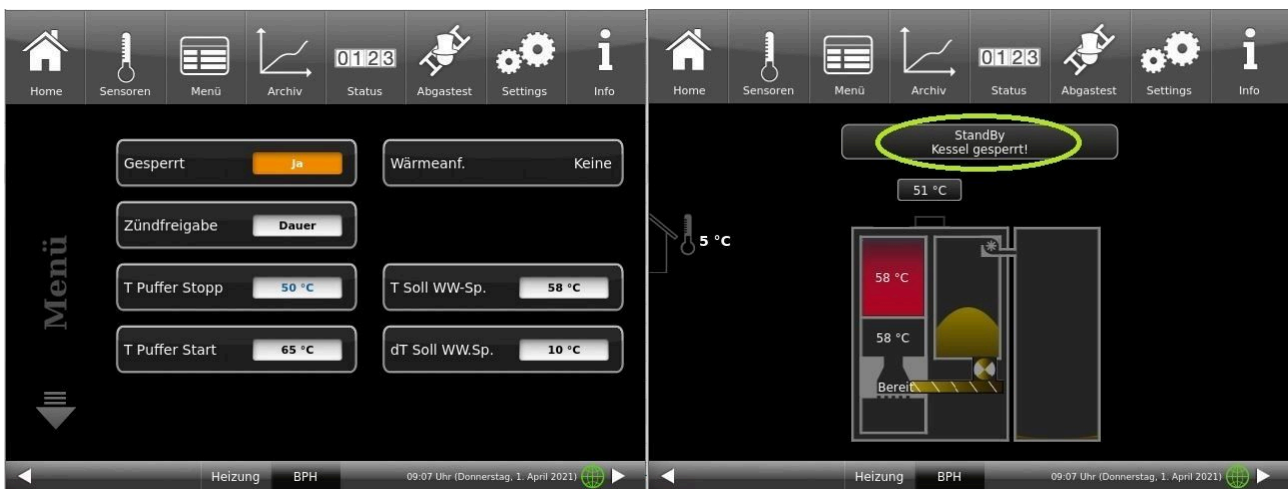 Home Sensoren Menü Archiv Status Abgastest Settings Info
0123
Gesperrt Ja
Wärmeanf. Keine
Zündfreigabe Dauer
T Puffer Stopp 50 °C
T Soll WW-Sp. 58 °C
T Puffer Start 65 °C
dT Soll WW.Sp. 10 °C
Menü
Heizung BPH 09:07 Uhr (Donnerstag, 1. April 2021)
Home Sensoren Menü Archiv Status Abgastest Settings Info
0123
StandBy
Kessel gesperrt!
51 °C
5 °C
58 °C
58 °C
Bereit
Heizung BPH 09:07 Uhr (Donnerstag, 1. April 2021)